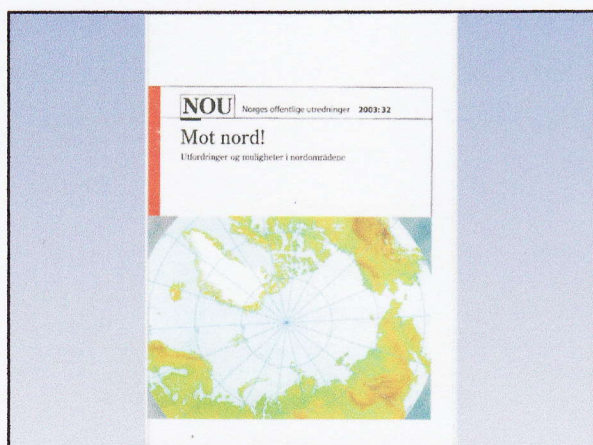 NOU Norges offentlige utredninger 2003: 32
Mot nord!
Utfordringer og muligheter i nordområdene